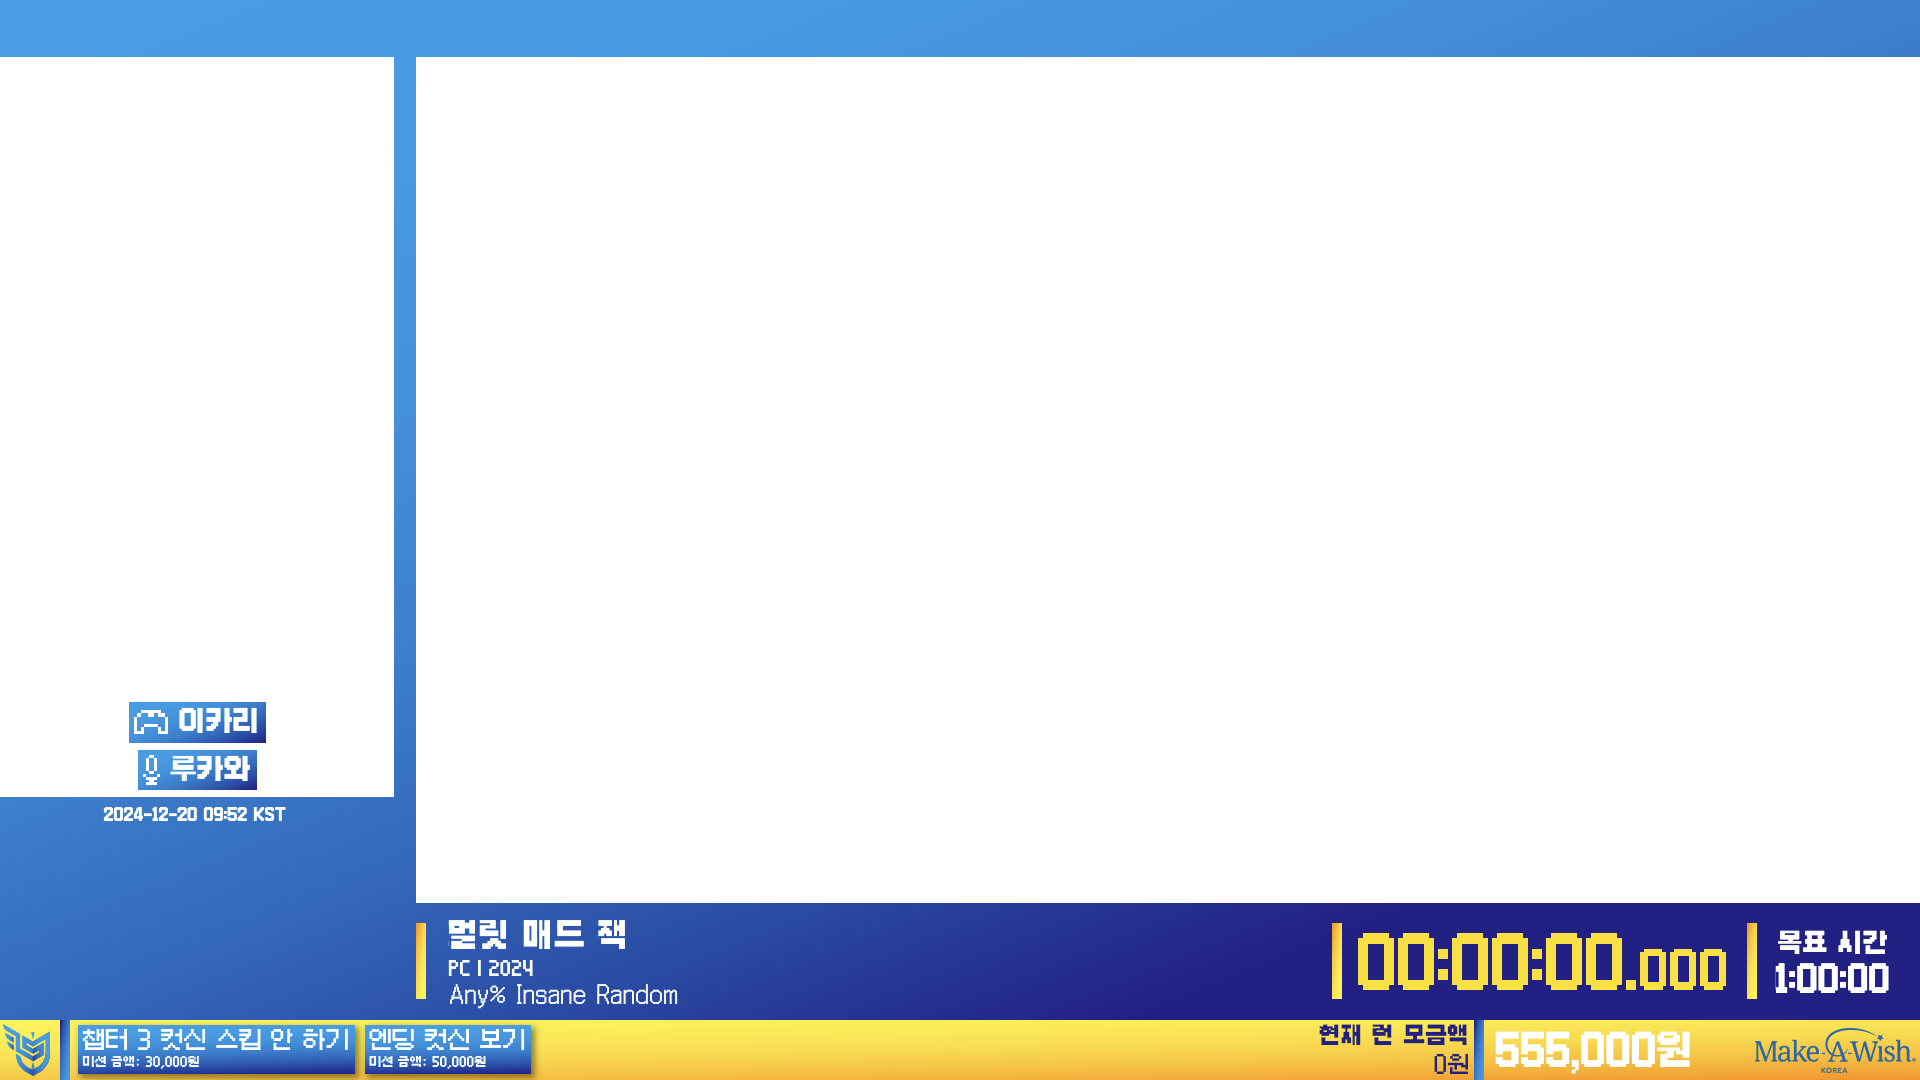 이카리
루카와
2024-12-20 09:52 KST
멀릿 매드 잭
PC | 2024
Any% Insane Random
00:00:00.000
목표 시간
1:00:00
챕터 3 컷신 스킵 안 하기
미션 금액: 30,000원
엔딩 컷신 보기
미션 금액: 50,000원
현재 런 모금액
0원
555,000원
Make-A-Wish.
KOREA